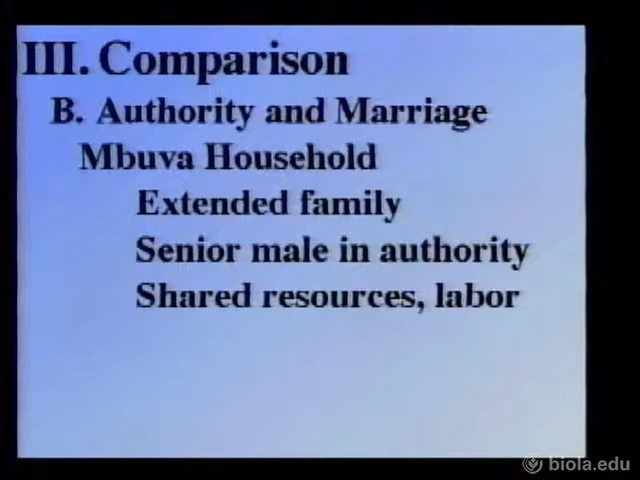 III. Comparison
B. Authority and Marriage
Mbuva Household
Extended family
Senior male in authority
Shared resources, labor
biola.edu